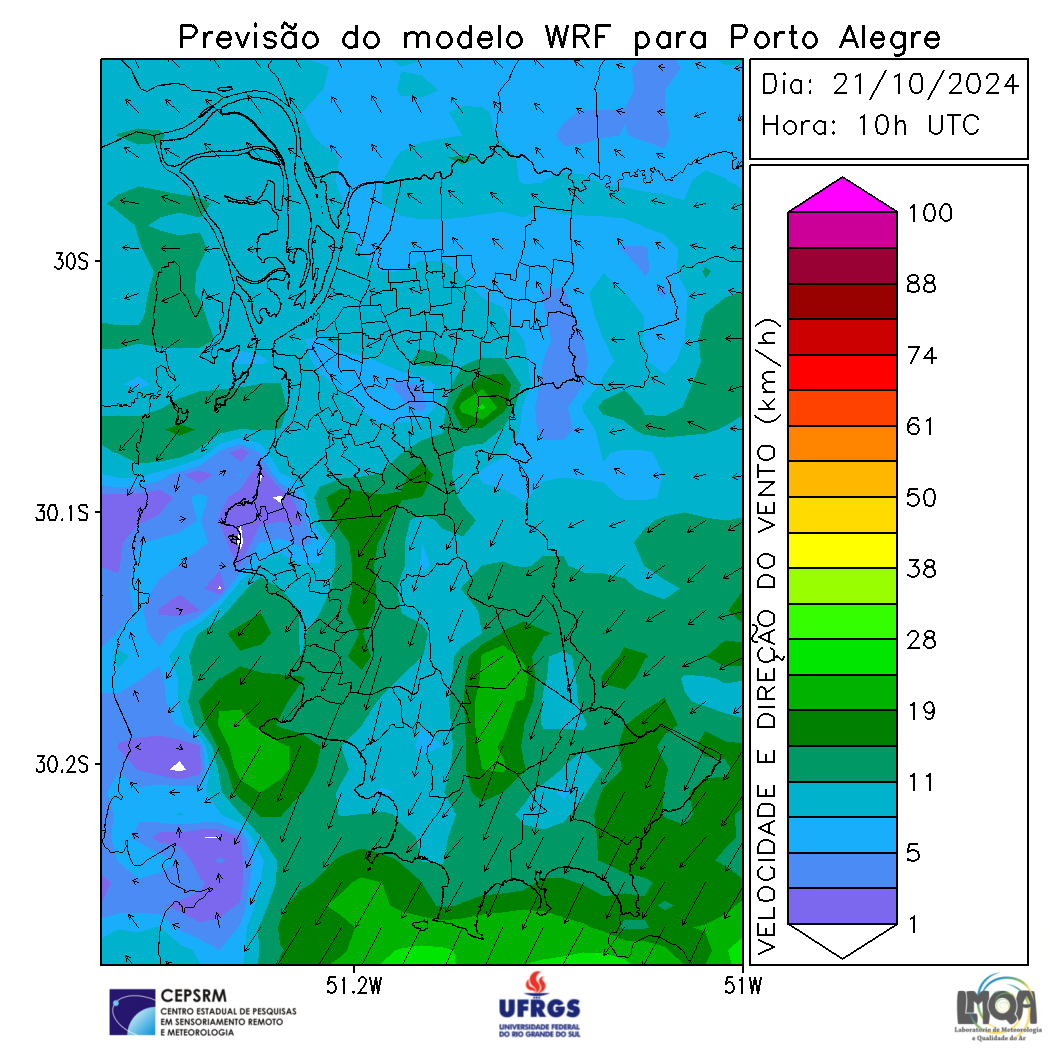 Previsão do modelo WRF para Porto Alegre
Dia: 21/10/2024
Hora: 10h UTC
30S
30.1S
30.2S
51.2W
51W
VELOCIDADE E DIREÇÃO DO VENTO (km/h)
100
88
74
61
50
38
28
19
11
5
1
CEPSRM
CENTRO ESTADUAL DE PESQUISAS
EM SENSORIAMENTO REMOTO
E METEOROLOGIA
UFRGS
UNIVERSIDADE FEDERAL
DO RIO GRANDE DO SUL
LMQA
Laboratório de Meteorologia
e Qualidade do Ar